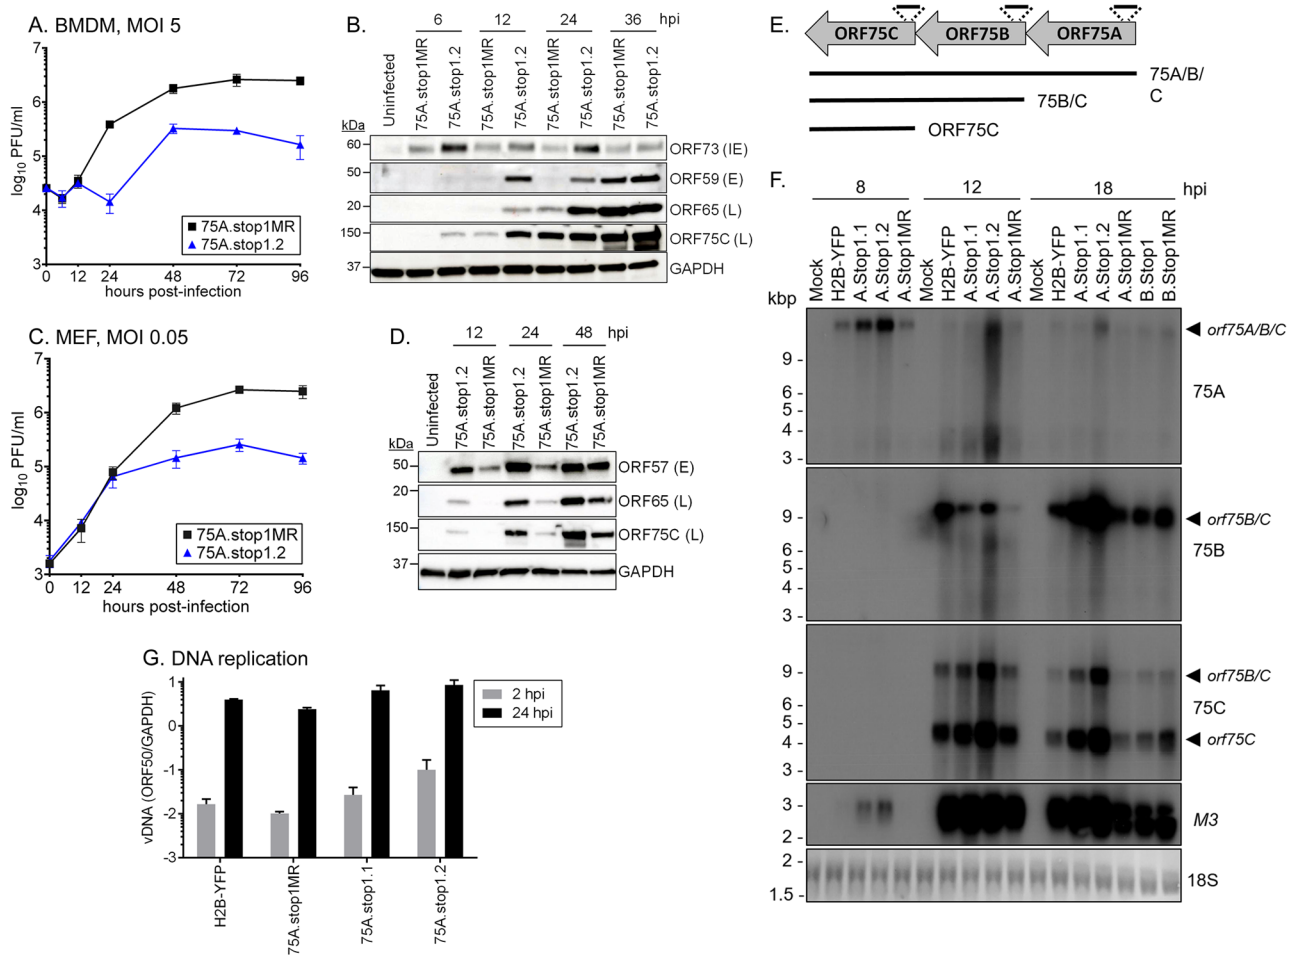 A. BMDM, MOI 5
7
6
5
4
3
log10 PFU/ml
75A.stop1MR
75A.stop1.2
0 6 12 24 48 72 96
hours post-infection
B.
6 12 24 36 hpi
Uninfected
75A.stop1MR
75A.stop1.2
75A.stop1MR
75A.stop1.2
75A.stop1MR
75A.stop1.2
75A.stop1MR
75A.stop1.2
kDa
60 ORF73 (IE)
50 ORF59 (E)
20 ORF65 (L)
150 ORF75C (L)
37 GAPDH
C. MEF, MOI 0.05
7
6
5
4
3
log10 PFU/ml
75A.stop1MR
75A.stop1.2
0 12 24 48 72 96
hours post-infection
D.
12 24 48 hpi
Uninfected
75A.stop1.2
75A.stop1MR
75A.stop1.2
75A.stop1MR
75A.stop1.2
75A.stop1MR
kDa
50 ORF57 (E)
20 ORF65 (L)
150 ORF75C (L)
37 GAPDH
E.
ORF75C ORF75B ORF75A
75A/B/
C
75B/C
ORF75C
F.
8 12 18 hpi
Mock
H2B-YFP
A.Stop1.1
A.Stop1.2
A.Stop1MR
Mock
H2B-YFP
A.Stop1.1
A.Stop1.2
A.Stop1MR
Mock
H2B-YFP
A.Stop1.1
A.Stop1.2
A.Stop1MR
B.Stop1
B.Stop1MR
kbp
orf75A/B/C
9 -
6 -
75A
5 -
4 -
3 -
9 - orf75B/C
75B
6 -
5 -
4 -
3 -
9 - orf75B/C
6 -
75C
5 -
4 - orf75C
3 -
3 -
M3
2 -
2 -
18S
1.5 -
G. DNA replication
1
0
-1
-2
-3
vDNA (ORF50/GAPDH)
2 hpi
24 hpi
H2B-YFP
75A.stop1MR
75A.stop1.1
75A.stop1.2